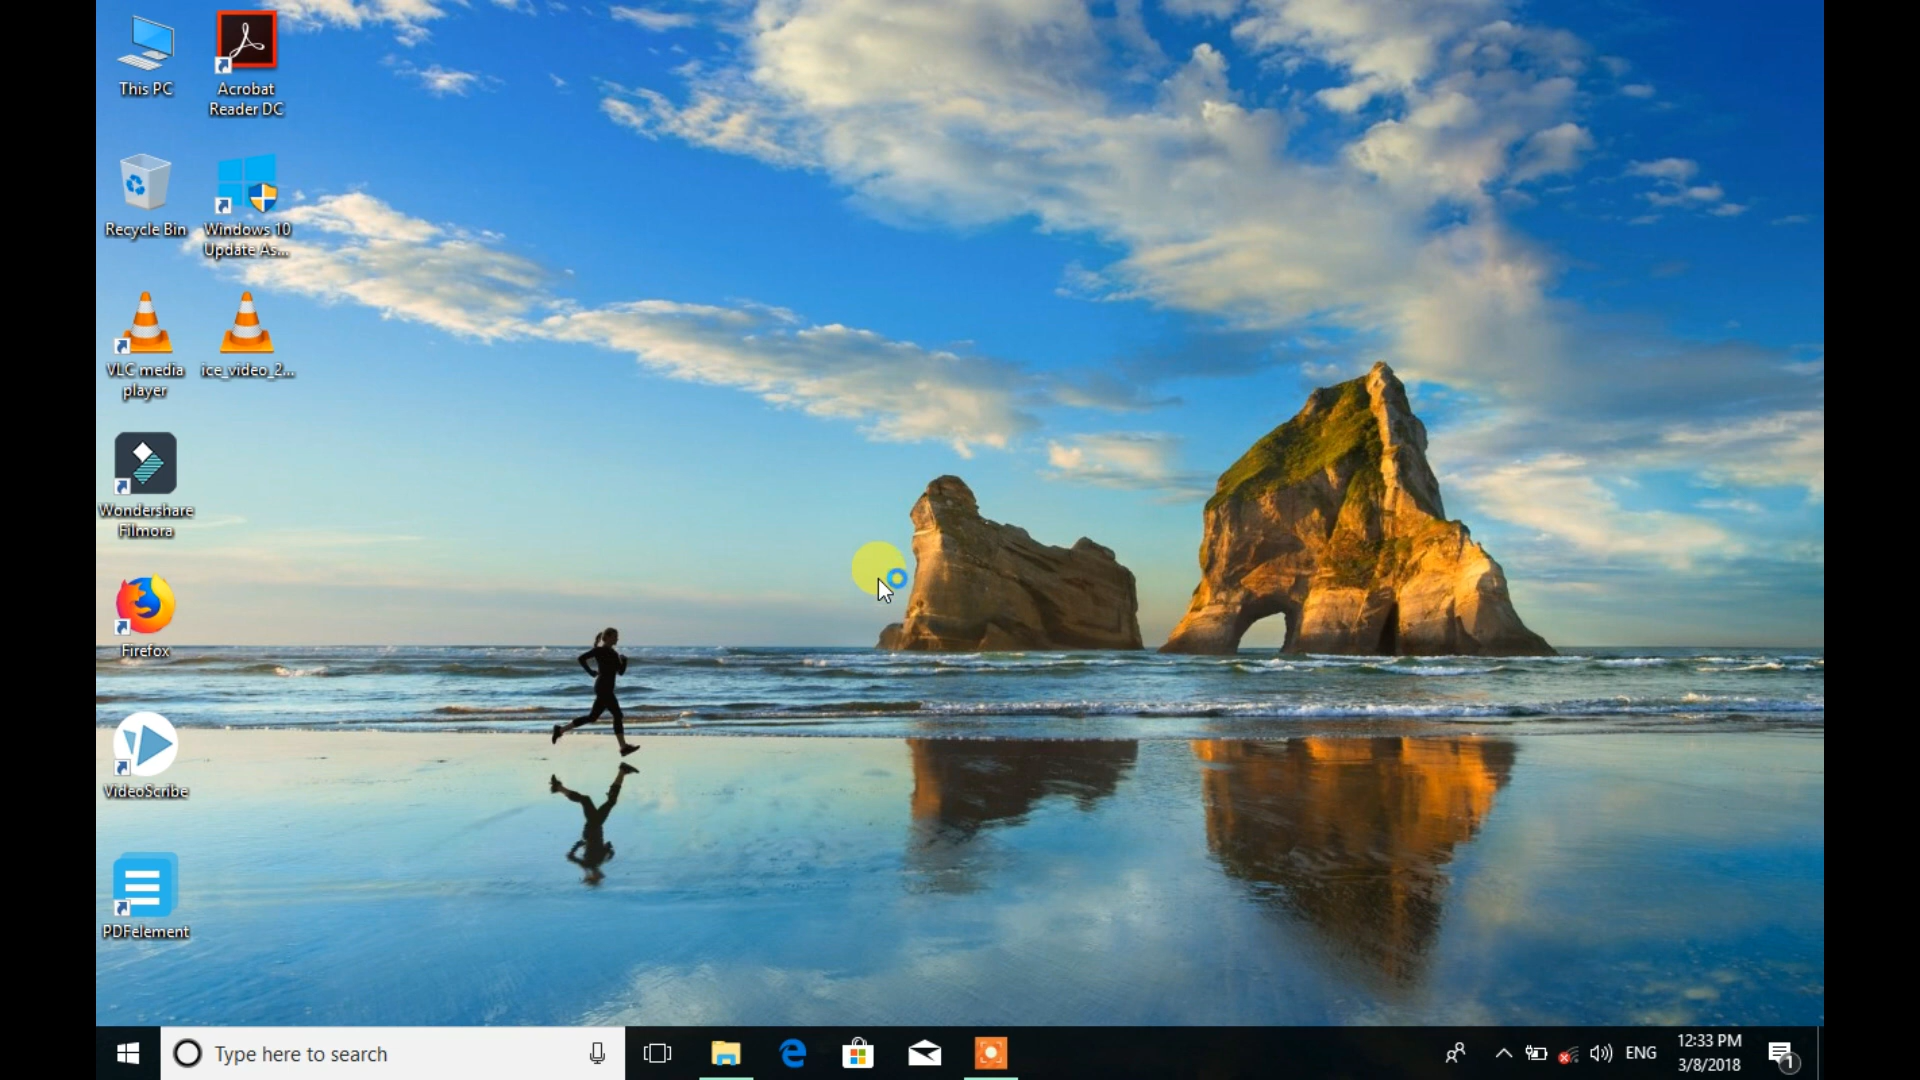 This PC
Acrobat
Reader DC
Recycle Bin
Windows 10
Update As...
VLC media
player
ice_video_2...
Wondershare
Filmora
Firefox
VideoScribe
PDFelement
Type here to search
ENG
12:33 PM
3/8/2018
1